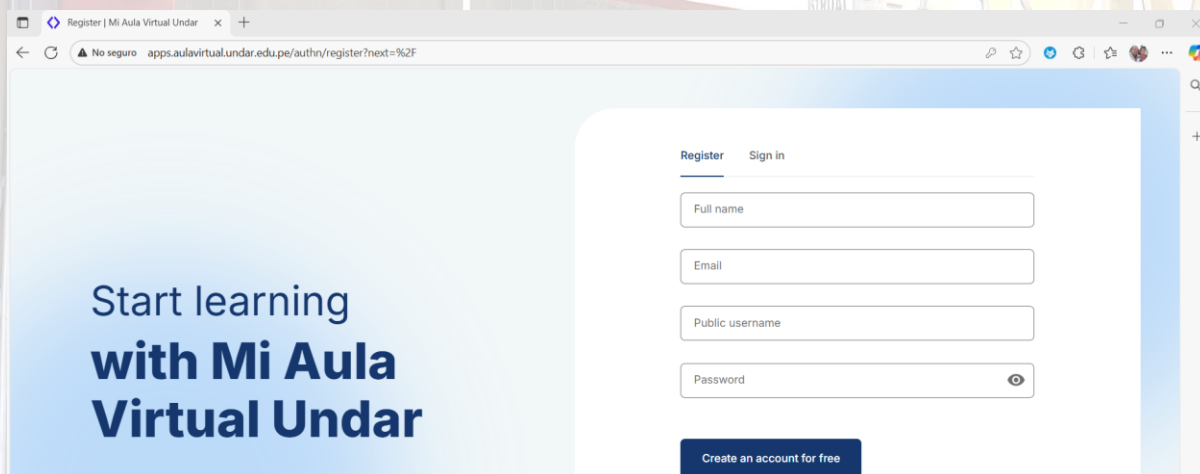 Register | Mi Aula Virtual Undar
No seguro apps.aulavirtual.undar.edu.pe/authn/register?next=%2F
Register Sign in
Full name
Email
Public username
Password
Create an account for free
Start learning
with Mi Aula
Virtual Undar